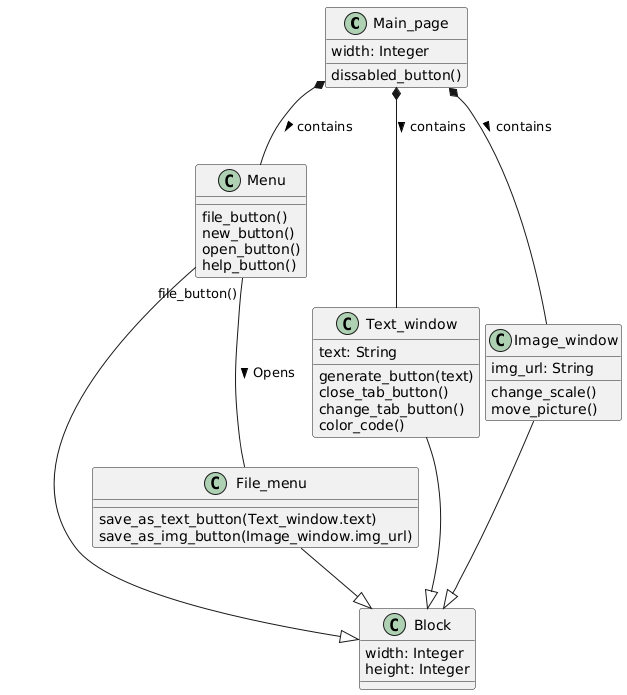 C Main_page
width: Integer
dissabled_button()
contains
contains
contains
C Menu
file_button()
new_button()
open_button()
help_button()
file_button()
C Text_window
text: String
generate_button(text)
close_tab_button()
change_tab_button()
color_code()
C Image_window
img_url: String
change_scale()
move_picture()
Opens
C File_menu
save_as_text_button(Text_window.text)
save_as_img_button(Image_window.img_url)
C Block
width: Integer
height: Integer